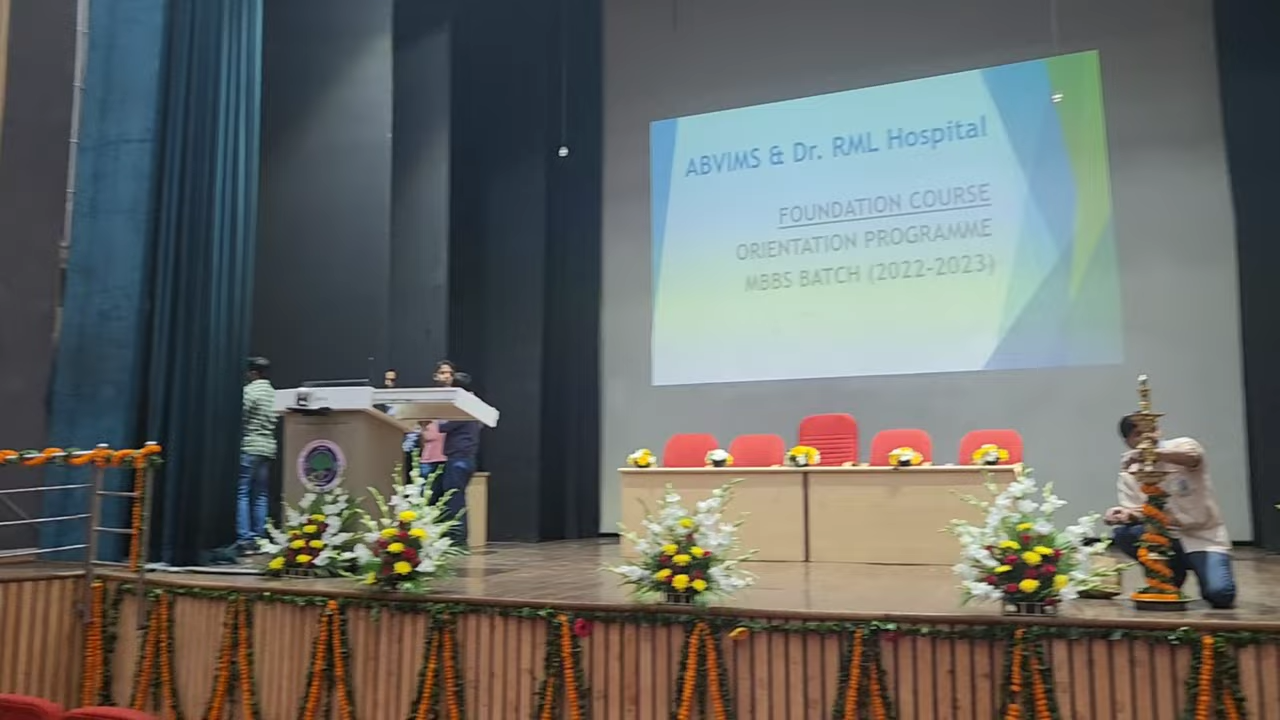 ABVIMS & Dr. RML Hospital
FOUNDATION COURSE
ORIENTATION PROGRAMME
MBBS BATCH (2022-2023)